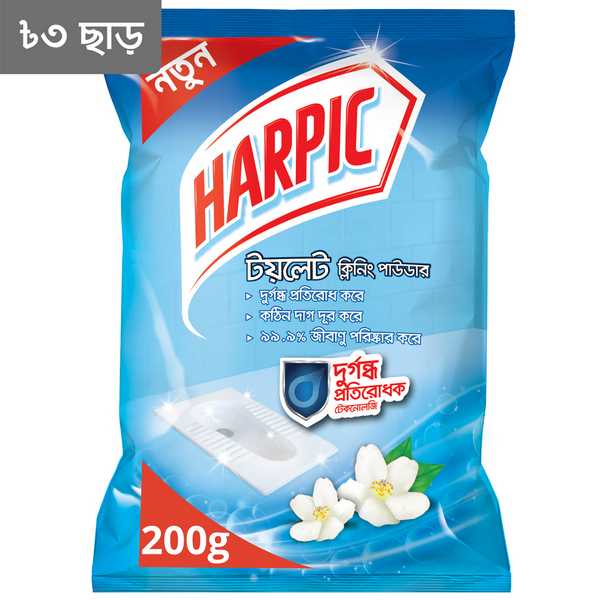 ৳৩ ছাড়
নতুন
HARPIC
টয়লেট ক্লিনিং পাউডার
▹ দুর্গন্ধ প্রতিরোধ করে
▹ কঠিন দাগ দূর করে
▹ ৯৯.৯% জীবাণু পরিষ্কার করে
দুর্গন্ধ
প্রতিরোধক
টেকনোলজি
200g